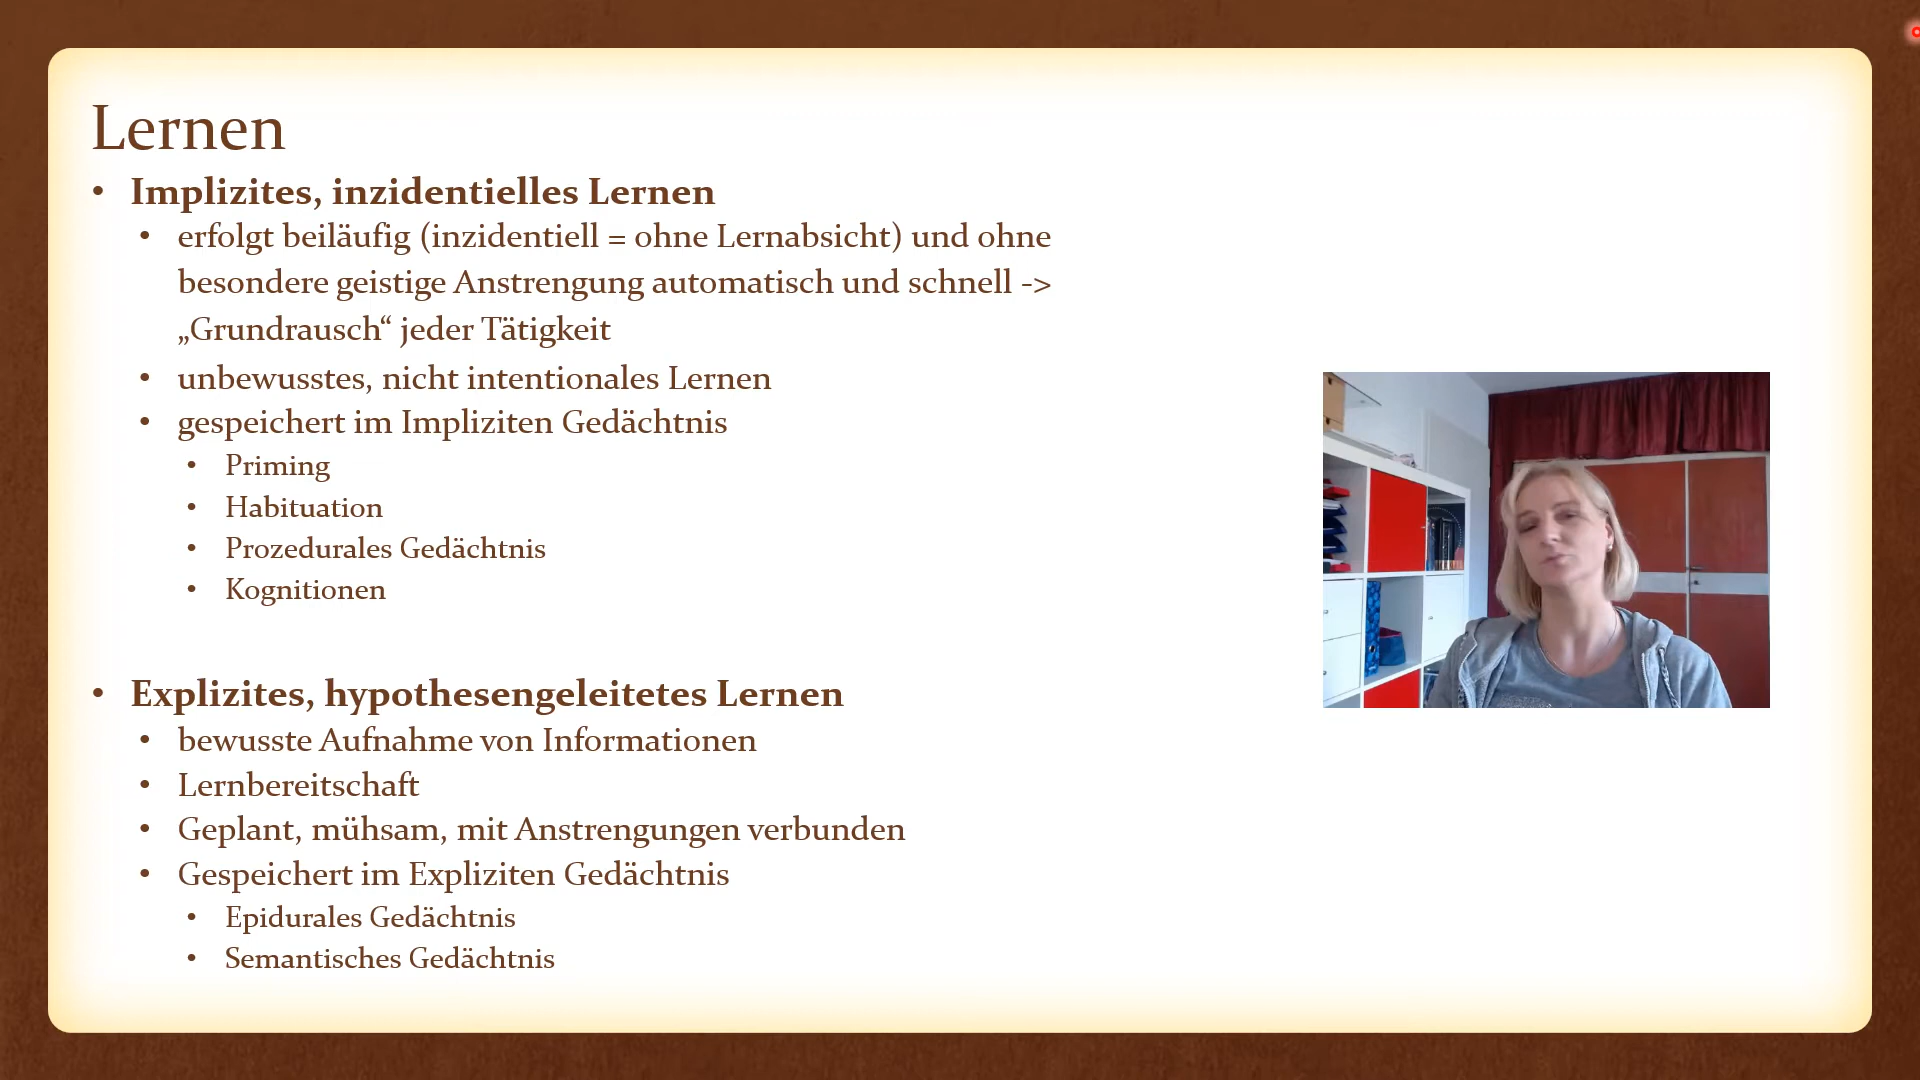 Lernen
• Implizites, inzidentielles Lernen
• erfolgt beiläufig (inzidentiell = ohne Lernabsicht) und ohne
besondere geistige Anstrengung automatisch und schnell ->
„Grundrausch“ jeder Tätigkeit
• unbewusstes, nicht intentionales Lernen
• gespeichert im Impliziten Gedächtnis
• Priming
• Habituation
• Prozedurales Gedächtnis
• Kognitionen
• Explizites, hypothesengeleitetes Lernen
• bewusste Aufnahme von Informationen
• Lernbereitschaft
• Geplant, mühsam, mit Anstrengungen verbunden
• Gespeichert im Expliziten Gedächtnis
• Epidurales Gedächtnis
• Semantisches Gedächtnis